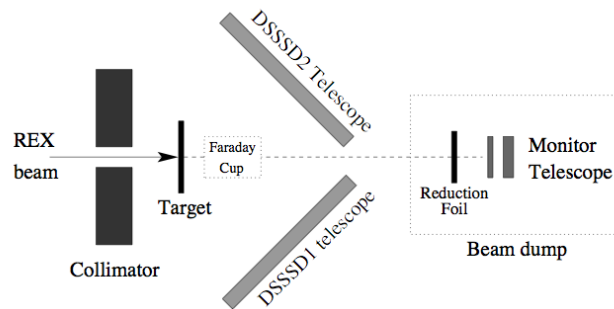 REX
beam
Collimator
Target
Faraday
Cup
DSSSD2 Telescope
DSSSD1 telescope
Reduction
Foil
Monitor
Telescope
Beam dump